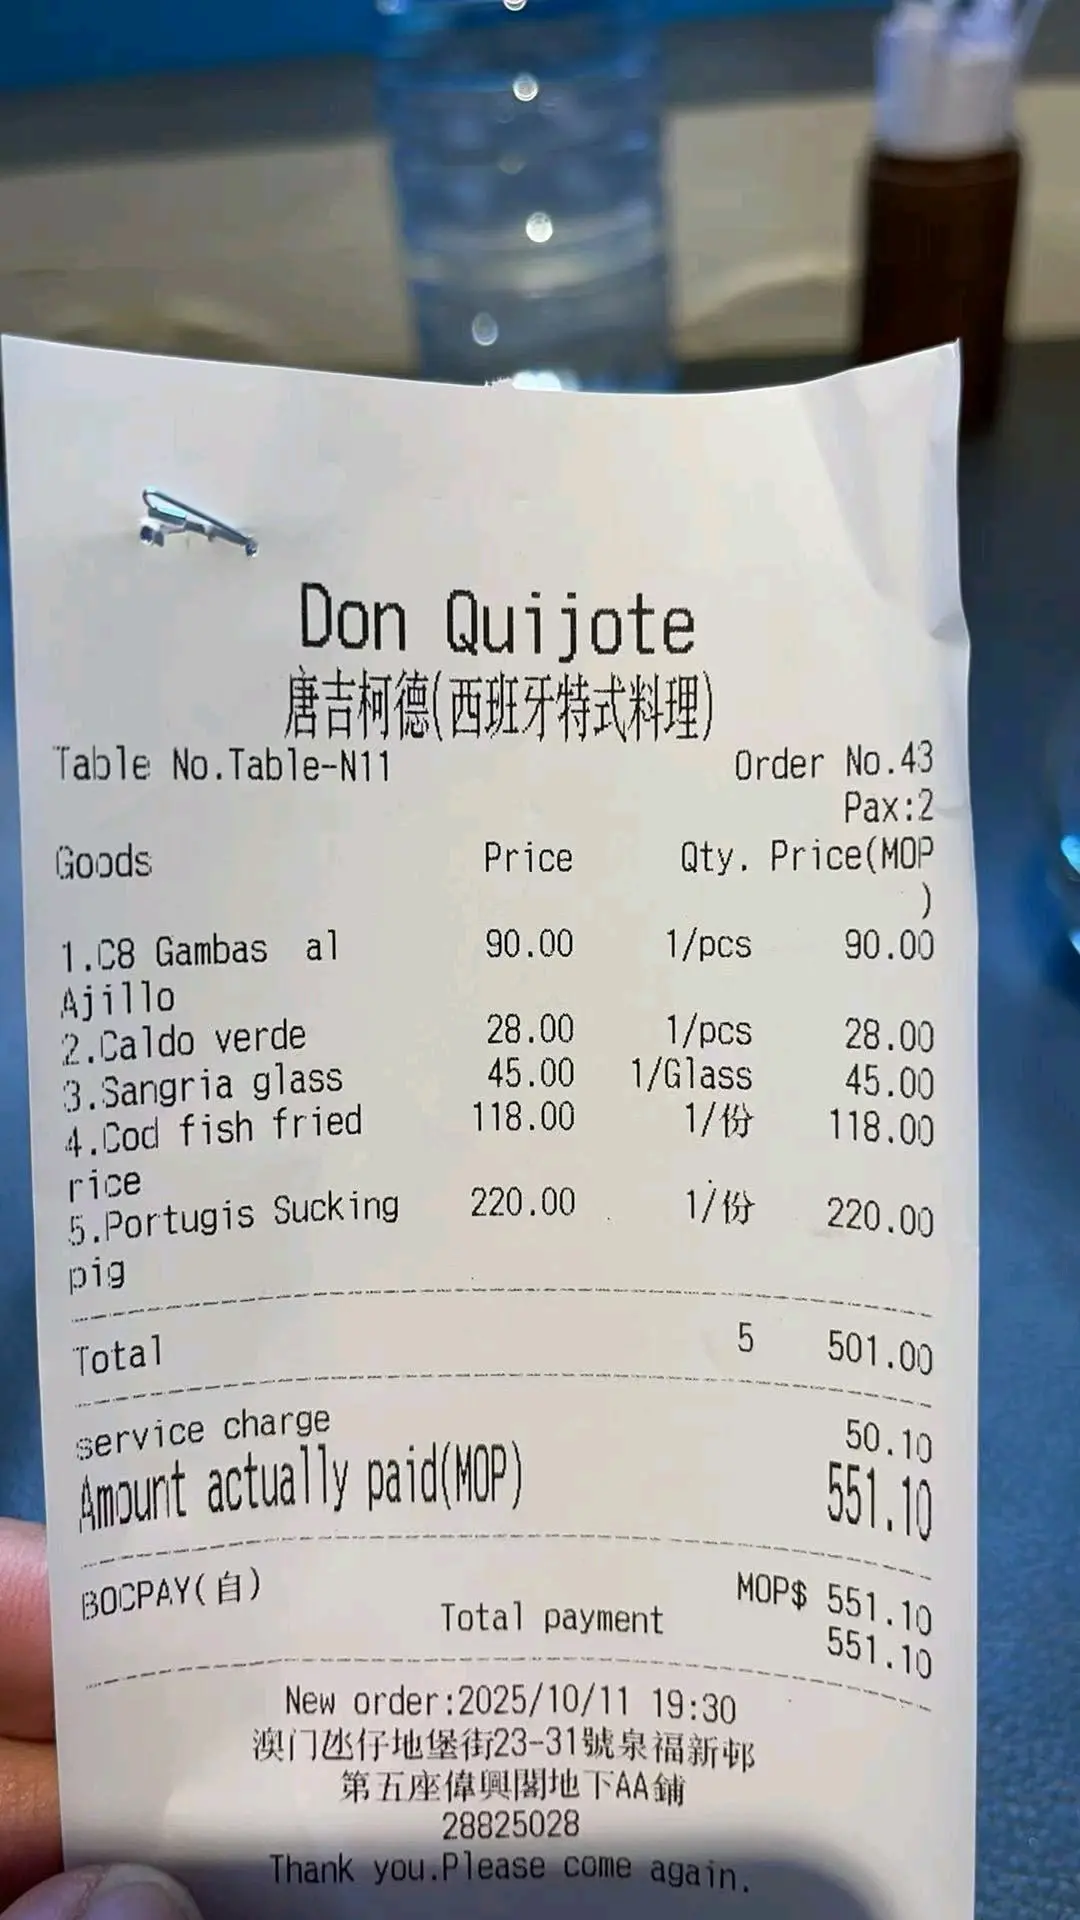 Don Quijote
唐吉柯德(西班牙特式料理)
Table No.Table-N11 Order No.43
Pax:2
Goods Price Qty. Price(MOP
)
1.C8 Gambas al 90.00 1/pcs 90.00
Ajillo
2.Caldo verde 28.00 1/pcs 28.00
3.Sangria glass 45.00 1/Glass 45.00
4.Cod fish fried 118.00 1/份 118.00
rice
5.Portugis Sucking 220.00 1/份 220.00
pig
Total 5 501.00
service charge 50.10
Amount actually paid(MOP) 551.10
BOCPAY(自) MOP$ 551.10
Total payment 551.10
New order:2025/10/11 19:30
澳门氹仔地堡街23-31號泉福新邨
第五座偉興閣地下AA鋪
28825028
Thank you.Please come again.